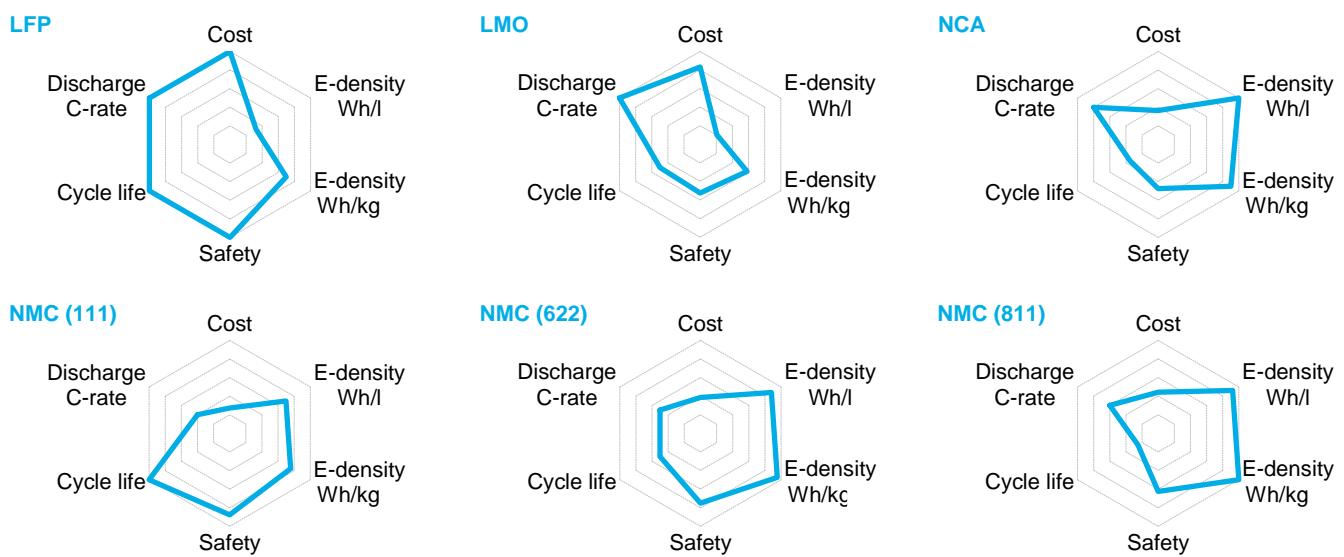 LFP
Cost
Discharge
C-rate
E-density
Wh/l
Cycle life
E-density
Wh/kg
Safety
LMO
Cost
Discharge
C-rate
E-density
Wh/l
Cycle life
E-density
Wh/kg
Safety
NCA
Cost
Discharge
C-rate
E-density
Wh/l
Cycle life
E-density
Wh/kg
Safety
NMC (111)
Cost
Discharge
C-rate
E-density
Wh/l
Cycle life
E-density
Wh/kg
Safety
NMC (622)
Cost
Discharge
C-rate
E-density
Wh/l
Cycle life
E-density
Wh/kg
Safety
NMC (811)
Cost
Discharge
C-rate
E-density
Wh/l
Cycle life
E-density
Wh/kg
Safety